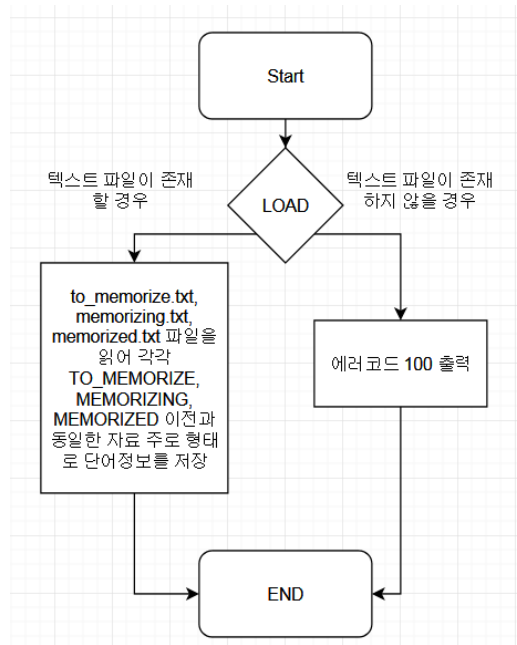 Start
LOAD
텍스트 파일이 존재
할 경우
텍스트 파일이 존재
하지 않을 경우
to_memorize.txt,
memorizing.txt,
memorized.txt 파일을
읽어 각각
TO_MEMORIZE,
MEMORIZING,
MEMORIZED 이전과
동일한 자료 주로 형태
로 단어정보를 저장
에러코드 100 출력
END